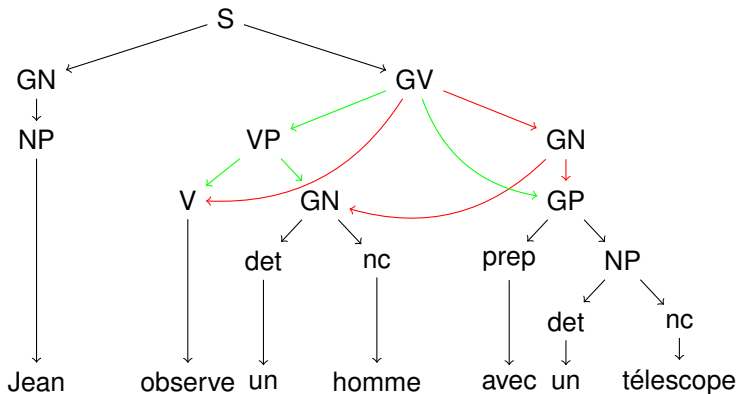 S
GN GV
NP VP GN
V GN GP
det nc prep NP
det nc
Jean observe un homme avec un télescope